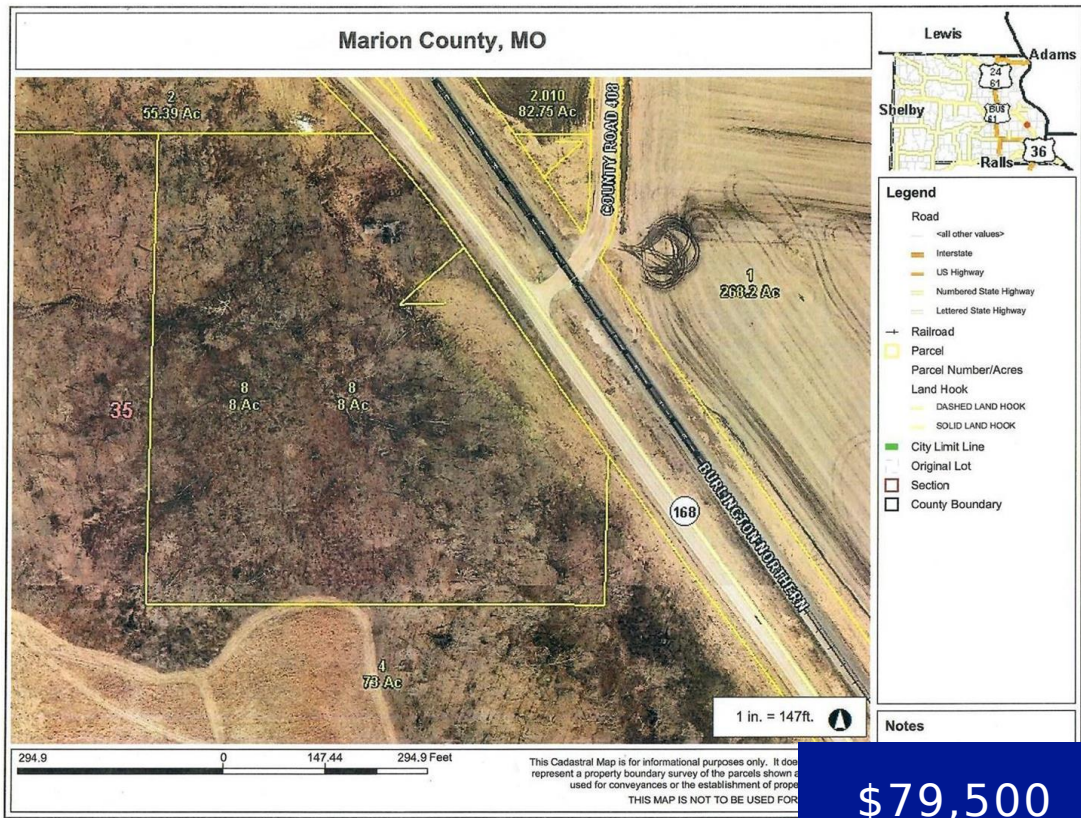 Marion County, MO
Lewis
Adams
24
61
Shelby
BUS
61
36
Ralls
2
55.39 Ac
2.010
82.75 Ac
COUNTY ROAD 403
1
268.2 Ac
8
8 Ac
8
8 Ac
35
168
BURLINGTON NORTHERN
4
73 Ac
1 in. = 147ft.
Legend
Road
<all other values>
Interstate
US Highway
Numbered State Highway
Lettered State Highway
Railroad
Parcel
Parcel Number/Acres
Land Hook
DASHED LAND HOOK
SOLID LAND HOOK
City Limit Line
Original Lot
Section
County Boundary
Notes
294.9 0 147.44 294.9 Feet
This Cadastral Map is for informational purposes only. It doe
represent a property boundary survey of the parcels shown a
used for conveyances or the establishment of prope
THIS MAP IS NOT TO BE USED FOR
$79,500